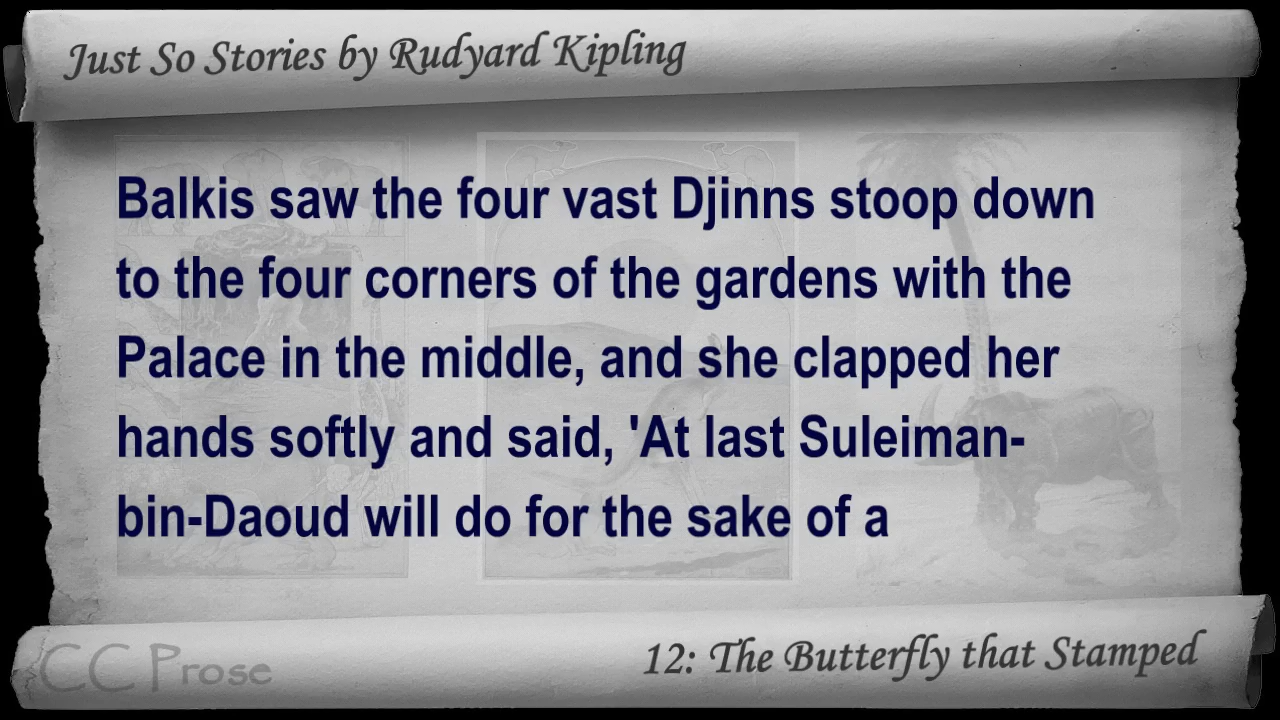 Just So Stories by Rudyard Kipling
Balkis saw the four vast Djinns stoop down
to the four corners of the gardens with the
Palace in the middle, and she clapped her
hands softly and said, 'At last Suleiman-
bin-Daoud will do for the sake of a
CC Prose
12: The Butterfly that Stamped